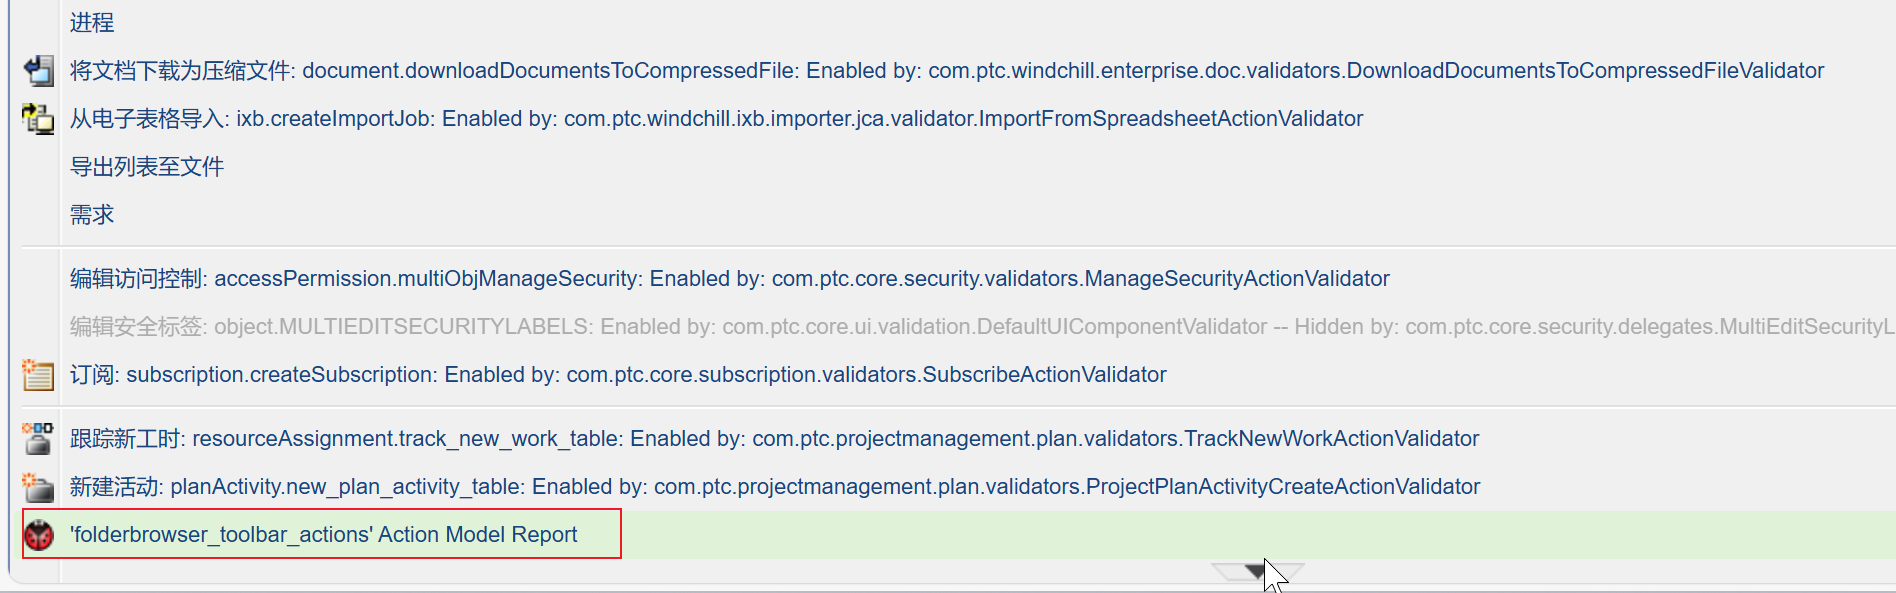 进程
将文档下载为压缩文件: document.downloadDocumentsToCompressedFile: Enabled by: com.ptc.windchill.enterprise.doc.validators.DownloadDocumentsToCompressedFileValidator
从电子表格导入: ixb.createImportJob: Enabled by: com.ptc.windchill.ixb.importer.jca.validator.ImportFromSpreadsheetActionValidator
导出列表至文件
需求
编辑访问控制: accessPermission.multiObjManageSecurity: Enabled by: com.ptc.core.security.validators.ManageSecurityActionValidator
编辑安全标签: object.MULTIEDITSECURITYLABELS: Enabled by: com.ptc.core.ui.validation.DefaultUIComponentValidator -- Hidden by: com.ptc.core.security.delegates.MultiEditSecurityL
订阅: subscription.createSubscription: Enabled by: com.ptc.core.subscription.validators.SubscribeActionValidator
跟踪新工时: resourceAssignment.track_new_work_table: Enabled by: com.ptc.projectmanagement.plan.validators.TrackNewWorkActionValidator
新建活动: planActivity.new_plan_activity_table: Enabled by: com.ptc.projectmanagement.plan.validators.ProjectPlanActivityCreateActionValidator
'folderbrowser_toolbar_actions' Action Model Report